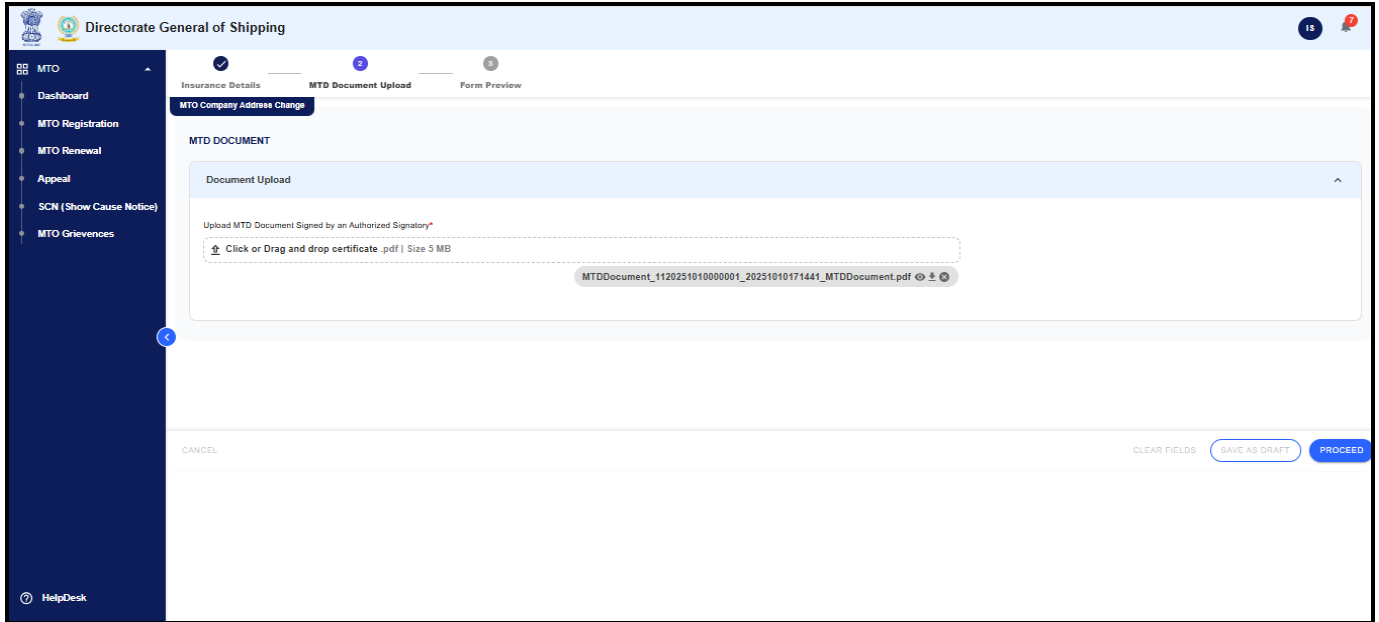 Directorate General of Shipping
IS
7
MTO
Dashboard
MTO Registration
MTO Renewal
Appeal
SCN (Show Cause Notice)
MTO Grievences
HelpDesk
Insurance Details
2
MTD Document Upload
3
Form Preview
MTO Company Address Change
MTD DOCUMENT
Document Upload
Upload MTD Document Signed by an Authorized Signatory*
Click or Drag and drop certificate .pdf | Size 5 MB
MTDDocument_1120251010000001_20251010171441_MTDDocument.pdf
CANCEL
CLEAR FIELDS
SAVE AS DRAFT
PROCEED